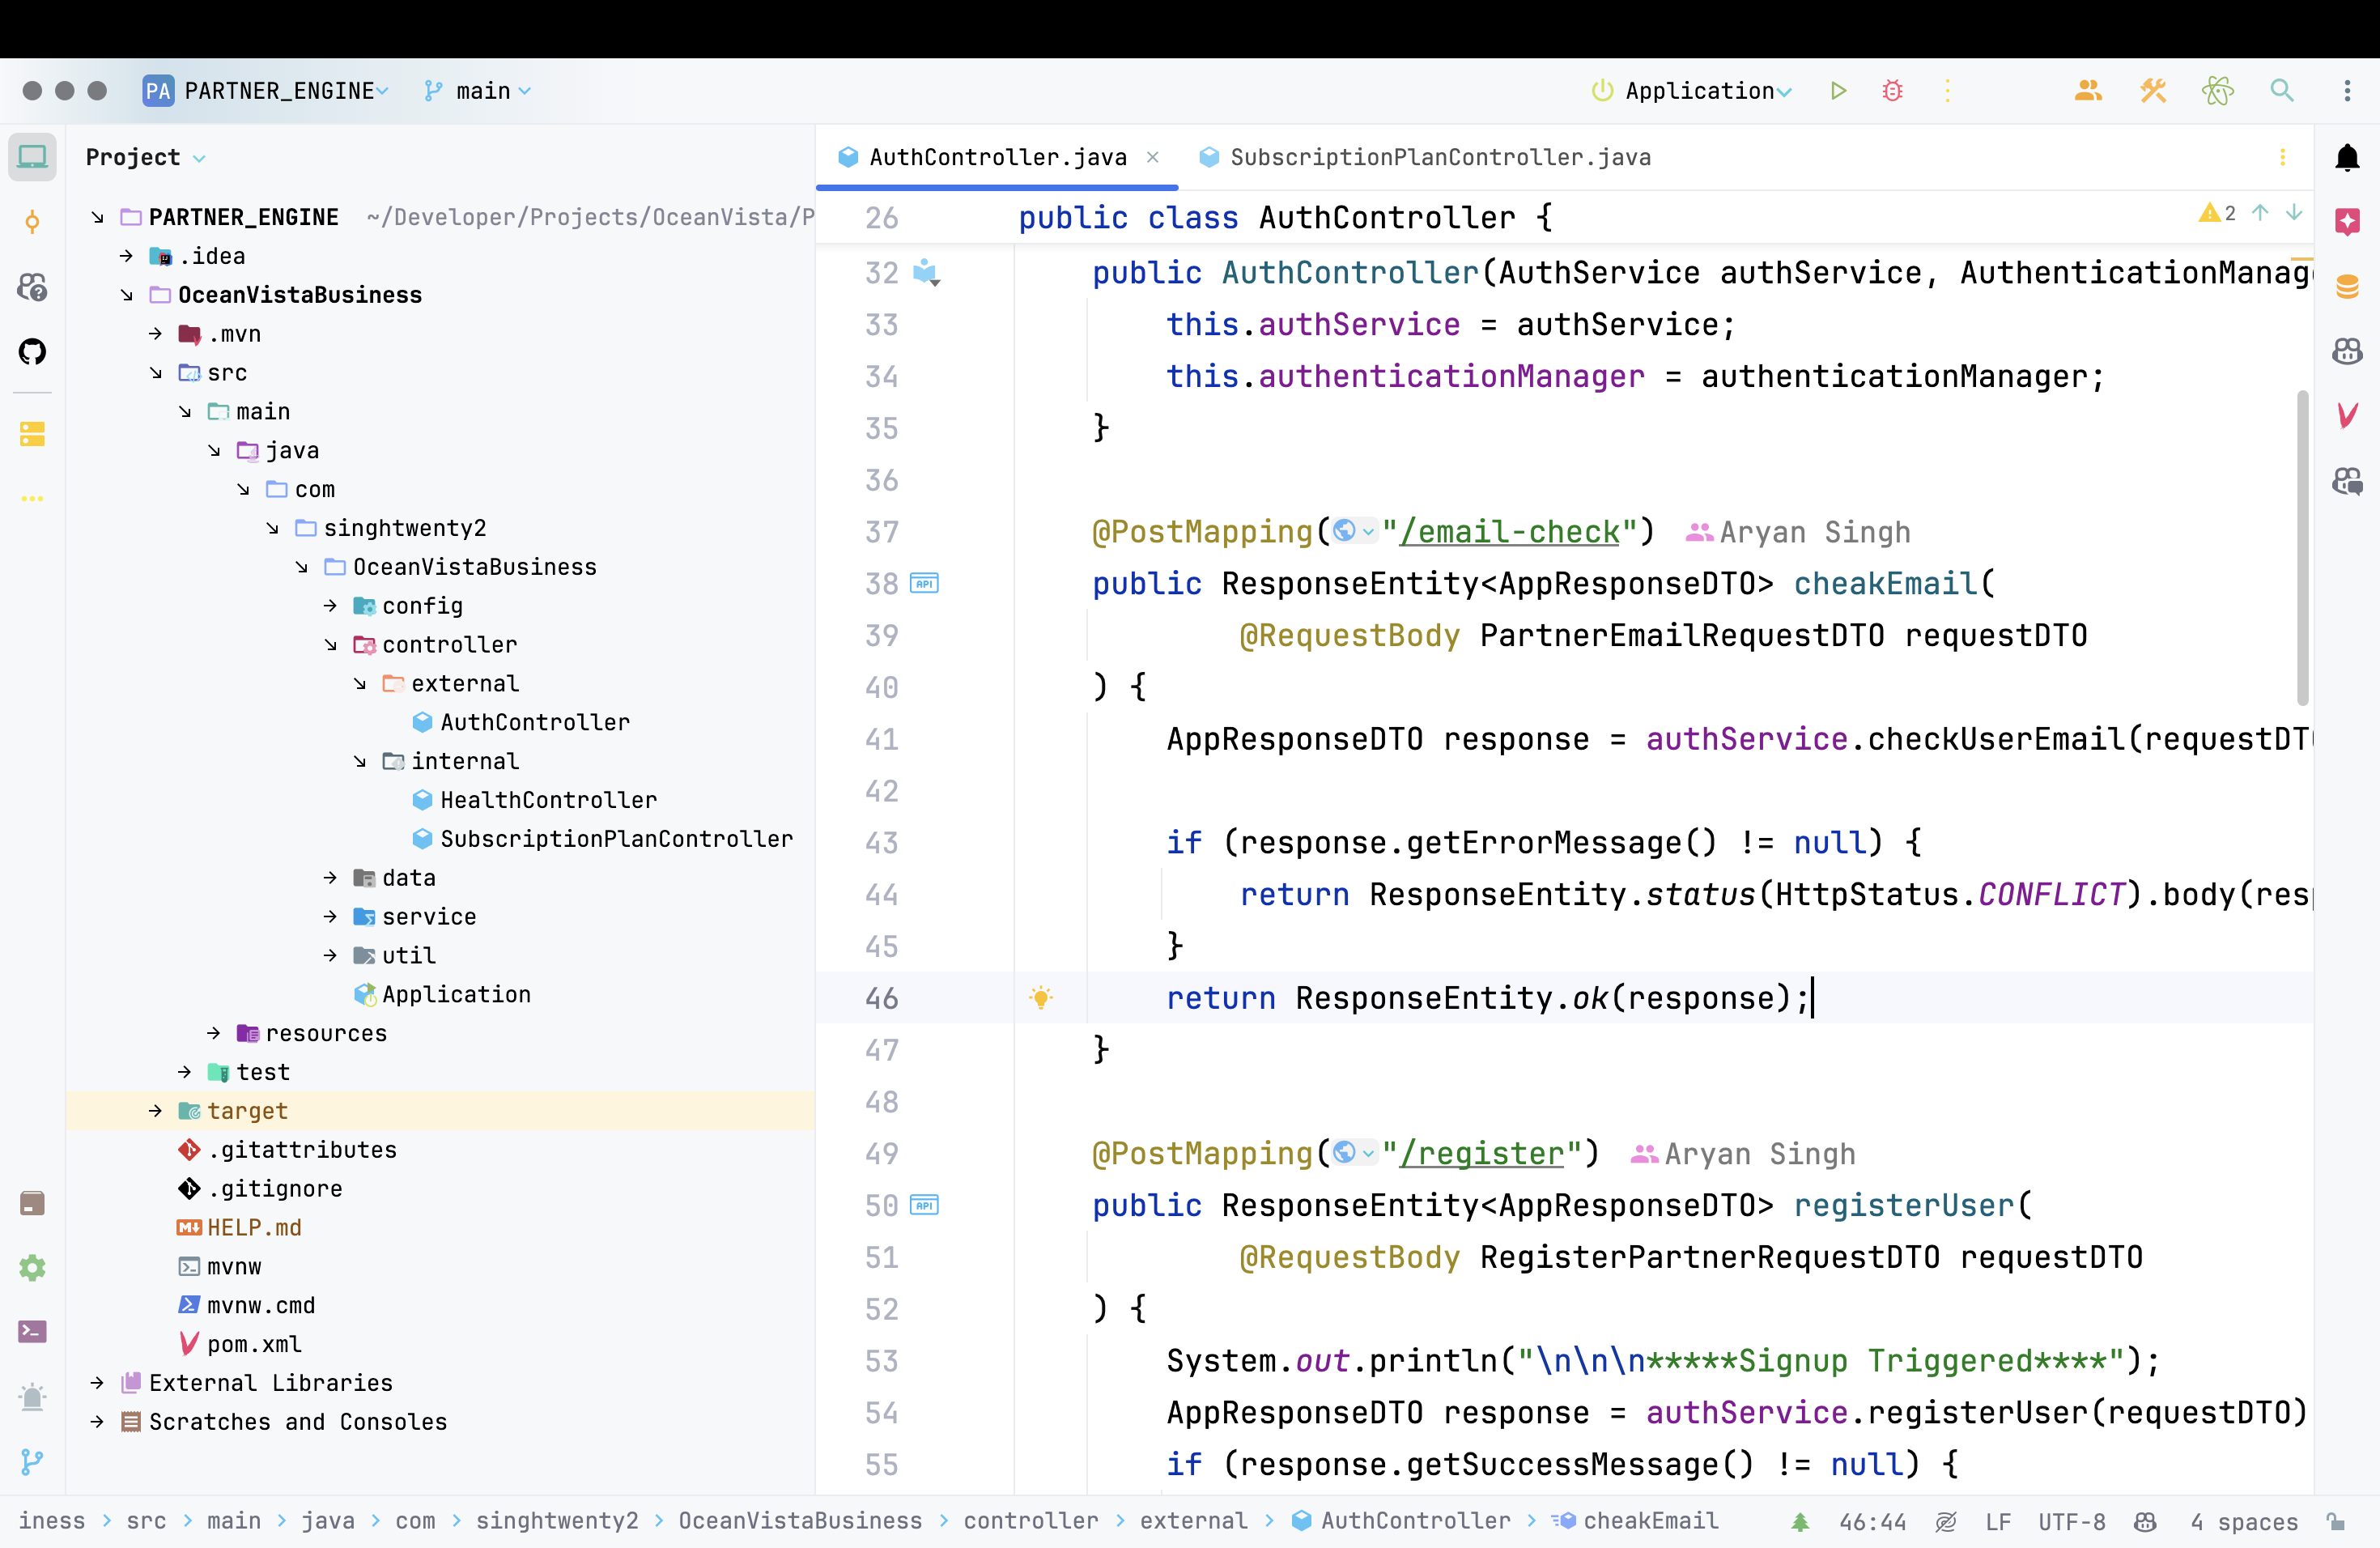 PA PARTNER_ENGINE main Application
Project
PARTNER_ENGINE ~/Developer/Projects/OceanVista/P
.idea
OceanVistaBusiness
.mvn
src
main
java
com
singhtwenty2
OceanVistaBusiness
config
controller
external
AuthController
internal
HealthController
SubscriptionPlanController
data
service
util
Application
resources
test
target
.gitattributes
.gitignore
HELP.md
mvnw
mvnw.cmd
pom.xml
External Libraries
Scratches and Consoles
AuthController.java SubscriptionPlanController.java
26 public class AuthController { 2
32 public AuthController(AuthService authService, AuthenticationManag
33 this.authService = authService;
34 this.authenticationManager = authenticationManager;
35 }
36
37 @PostMapping("/email-check") Aryan Singh
38 API public ResponseEntity<AppResponseDTO> cheakEmail(
39 @RequestBody PartnerEmailRequestDTO requestDTO
40 ) {
41 AppResponseDTO response = authService.checkUserEmail(requestDT
42
43 if (response.getErrorMessage() != null) {
44 return ResponseEntity.status(HttpStatus.CONFLICT).body(res
45 }
46 return ResponseEntity.ok(response);
47 }
48
49 @PostMapping("/register") Aryan Singh
50 API public ResponseEntity<AppResponseDTO> registerUser(
51 @RequestBody RegisterPartnerRequestDTO requestDTO
52 ) {
53 System.out.println("\n\n\n*****Signup Triggered****");
54 AppResponseDTO response = authService.registerUser(requestDTO)
55 if (response.getSuccessMessage() != null) {
iness > src > main > java > com > singhtwenty2 > OceanVistaBusiness > controller > external > AuthController > cheakEmail 46:44 LF UTF-8 4 spaces